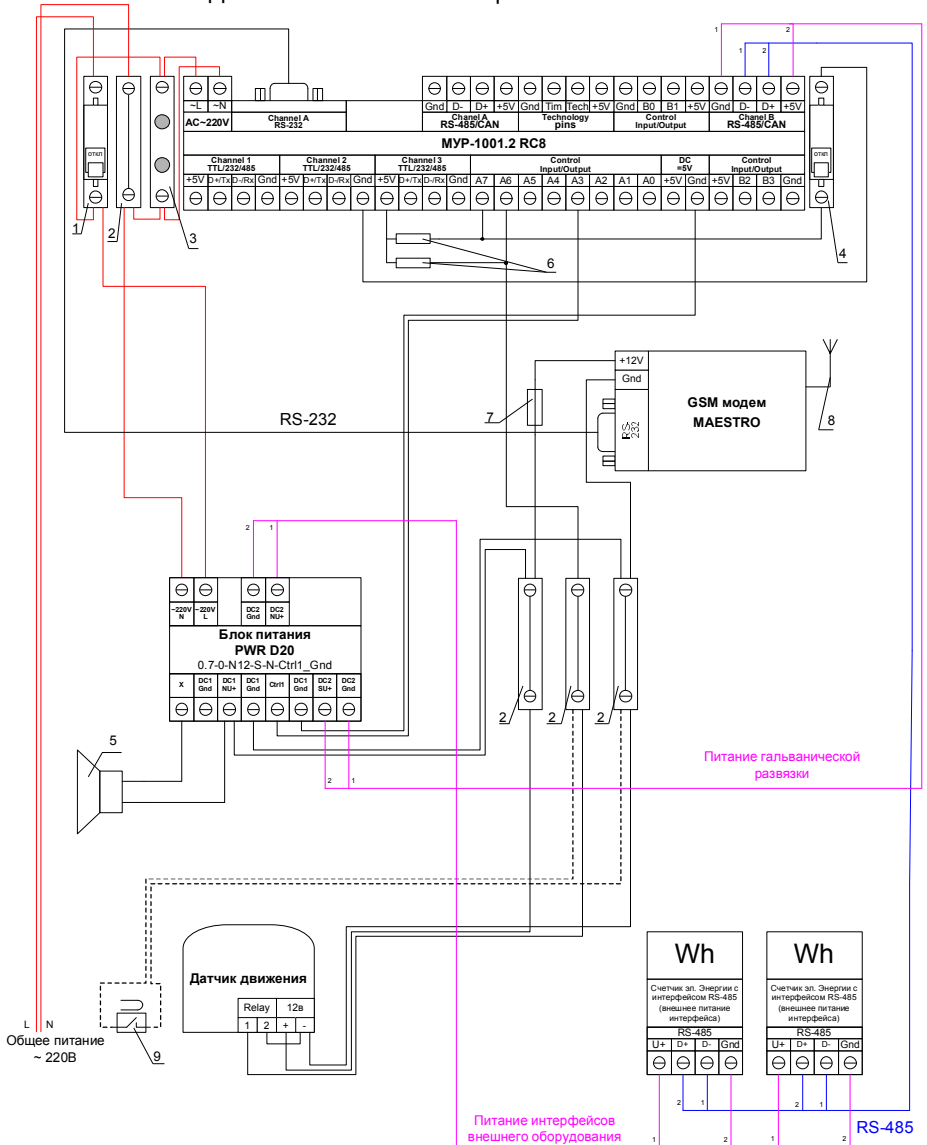 1 2 1 2
~L ~N
AC~220V
Channel A
RS-232
Gnd D- D+ +5V Gnd Tim Tech +5V Gnd B0 B1 +5V Gnd D- D+ +5V
Chanel A
RS-485/CAN
Technology
pins
Control
Input/Output
Chanel B
RS-485/CAN
откл
откл
МУР-1001.2 RC8
Channel 1
TTL/232/485
Channel 2
TTL/232/485
Channel 3
TTL/232/485
Control
Input/Output
DC
=5V
Control
Input/Output
+5V D+/Tx D-/Rx Gnd +5V D+/Tx D-/Rx Gnd +5V D+/Tx D-/Rx Gnd A7 A6 A5 A4 A3 A2 A1 A0 +5V Gnd +5V B2 B3 Gnd
1
2
3
6
4
+12V
Gnd
RS-
232
GSM модем
MAESTRO
7
8
RS-232
2 1
~220V
N
~220V
L
DC2
Gnd
DC2
NU+
Блок питания
PWR D20
0.7-0-N12-S-N-Ctrl1_Gnd
X
DC1
Gnd
DC1
NU+
DC1
Gnd
Ctrl1
DC1
Gnd
DC2
SU+
DC2
Gnd
2 2 2
5
2 1
Питание гальванической
развязки
Датчик движения
Relay 12в
1 2 + -
9
L N
Общее питание
~ 220В
Wh
Счетчик эл. Энергии с
интерфейсом RS-485
(внешнее питание
интерфейса)
RS-485
U+ D+ D- Gnd
Wh
Счетчик эл. Энергии с
интерфейсом RS-485
(внешнее питание
интерфейса)
RS-485
U+ D+ D- Gnd
2 1 2 1
RS-485
Питание интерфейсов
внешнего оборудования
1 2 1 2